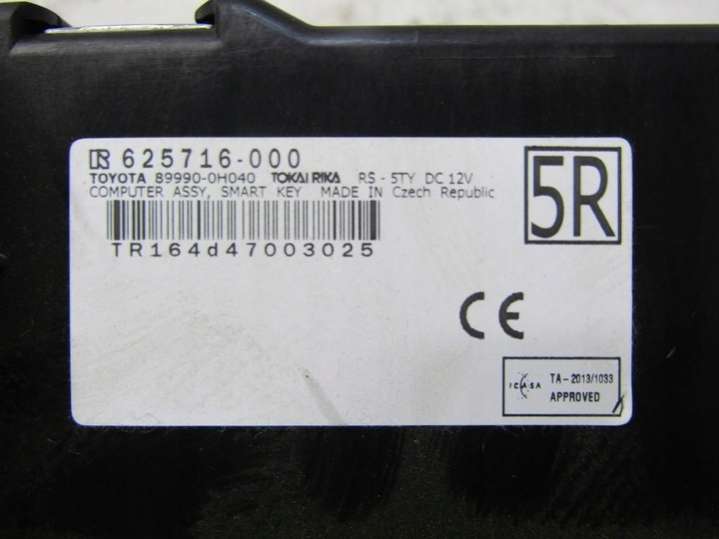 625716-000
TOYOTA 89990-0H040 TOKAI RIKA RS-5TY DC 12V
COMPUTER ASSY, SMART KEY MADE IN Czech Republic
5R
TR164d47003025
CE
ICASA
TA-2013/1033
APPROVED